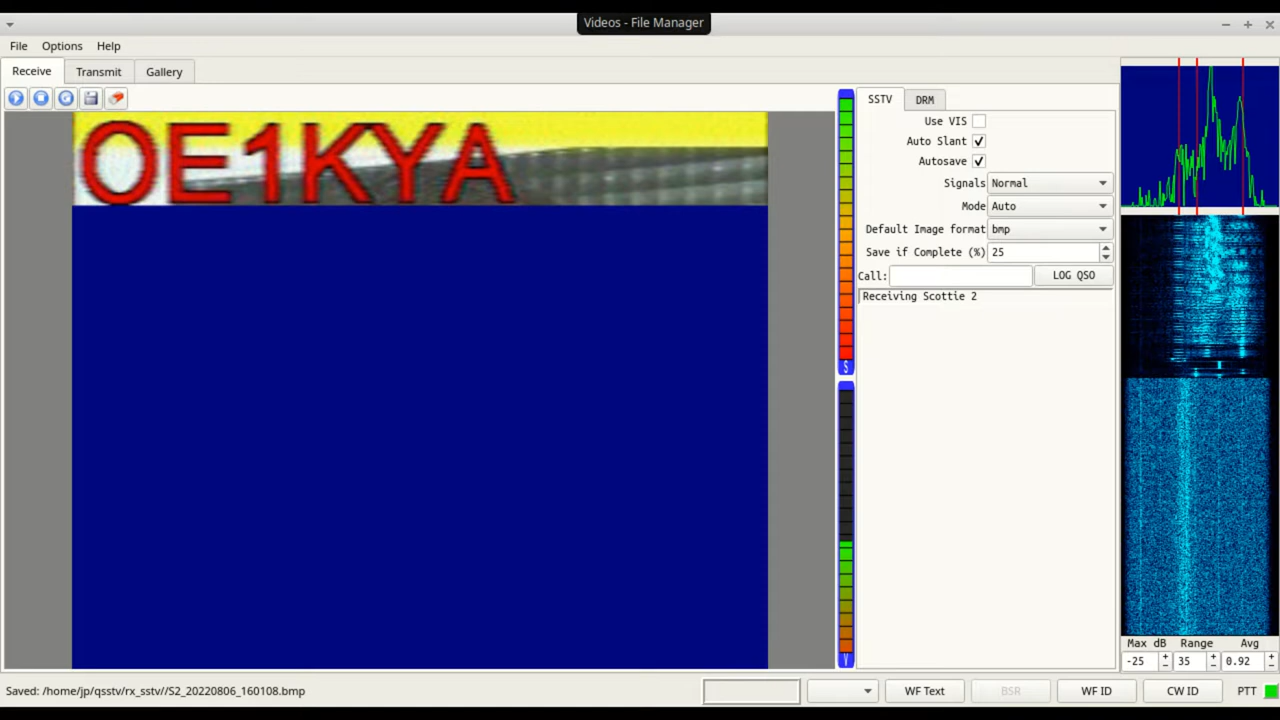 Videos - File Manager
File Options Help
Receive Transmit Gallery
OE1KYA
SSTV DRM
Use VIS
Auto Slant
Autosave
Signals Normal
Mode Auto
Default Image format bmp
Save if Complete (%) 25
Call: LOG QSO
Receiving Scottie 2
S
V
Max dB Range Avg
-25 35 0.92
Saved: /home/jp/qsstv/rx_sstv//S2_20220806_160108.bmp
WF Text BSR WF ID CW ID PTT